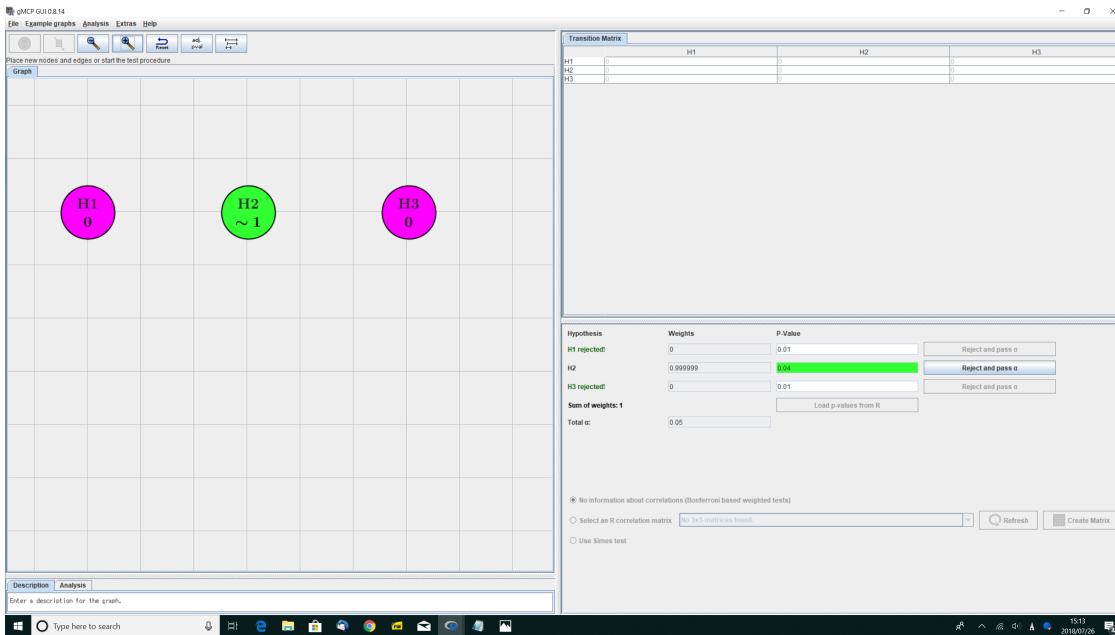 gMCP GUI 0.8.14
File Example graphs Analysis Extras Help
Reset
adj. p-val
Place new nodes and edges or start the test procedure
Graph
H1
0
H2
~ 1
H3
0
Description Analysis
Enter a description for the graph.
Transition Matrix
H1 H2 H3
H1 0 0 0
H2 0 0 0
H3 0 0 0
Hypothesis Weights P-Value
H1 rejected! 0 0.01 Reject and pass α
H2 0.999999 0.04 Reject and pass α
H3 rejected! 0 0.01 Reject and pass α
Sum of weights: 1 Load p-values from R
Total α: 0.05
No information about correlations (Bonferroni based weighted tests)
Select an R correlation matrix No 3x3-matrices found. Refresh Create Matrix
Use Simes test
Type here to search
15:13
2018/07/26